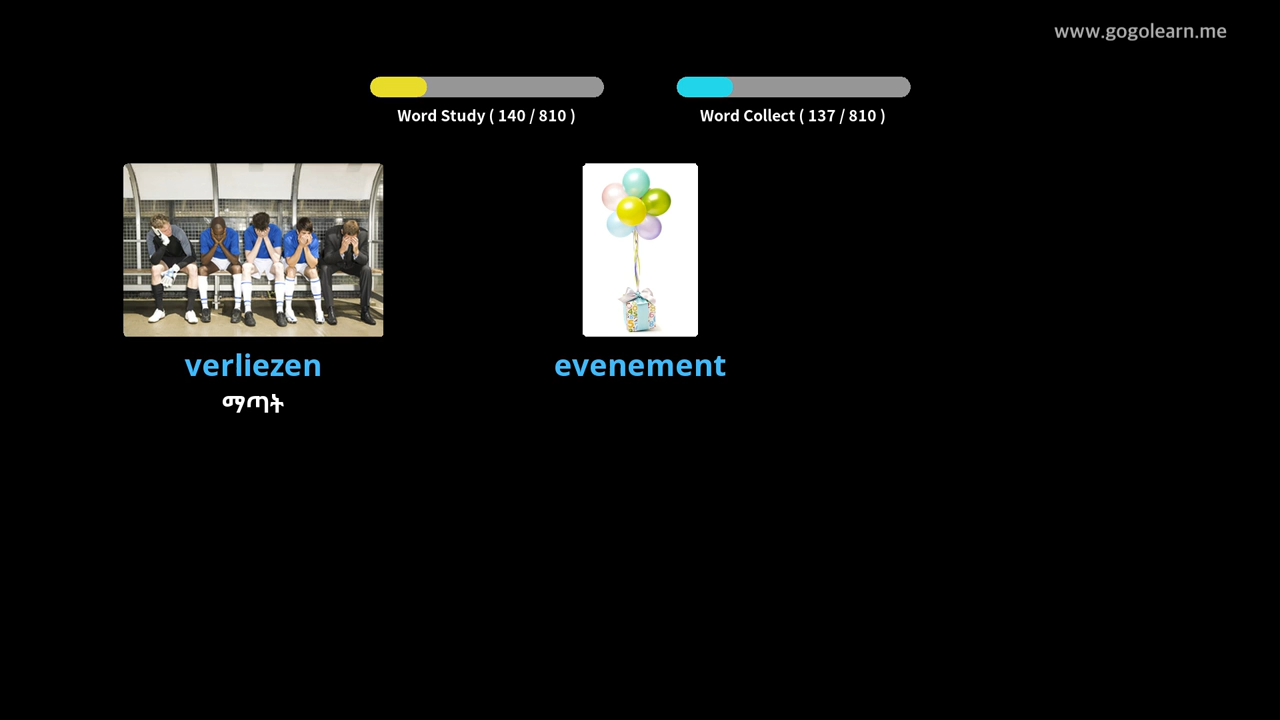 www.gogolearn.me
Word Study ( 140 / 810 )
Word Collect ( 137 / 810 )
verliezen
ማጣት
evenement